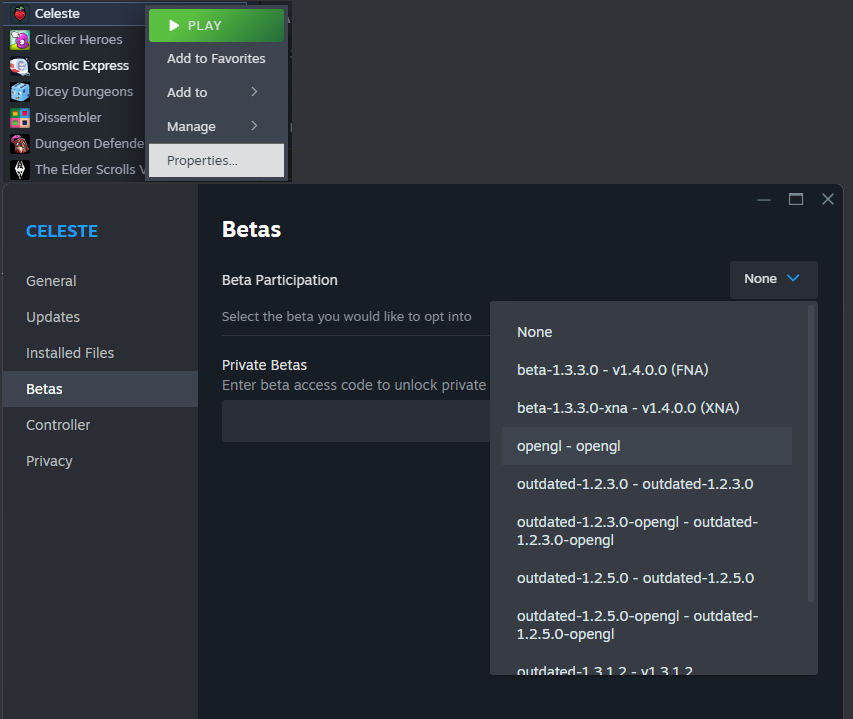 Celeste
Clicker Heroes
Cosmic Express
Dicey Dungeons
Dissembler
Dungeon Defende
The Elder Scrolls V
PLAY
Add to Favorites
Add to
Manage
Properties...
CELESTE
General
Updates
Installed Files
Betas
Controller
Privacy
Betas
Beta Participation
None
Select the beta you would like to opt into
Private Betas
Enter beta access code to unlock private
None
beta-1.3.3.0 - v1.4.0.0 (FNA)
beta-1.3.3.0-xna - v1.4.0.0 (XNA)
opengl - opengl
outdated-1.2.3.0 - outdated-1.2.3.0
outdated-1.2.3.0-opengl - outdated-
1.2.3.0-opengl
outdated-1.2.5.0 - outdated-1.2.5.0
outdated-1.2.5.0-opengl - outdated-
1.2.5.0-opengl
outdated-1.3.1.2 - v1.3.1.2